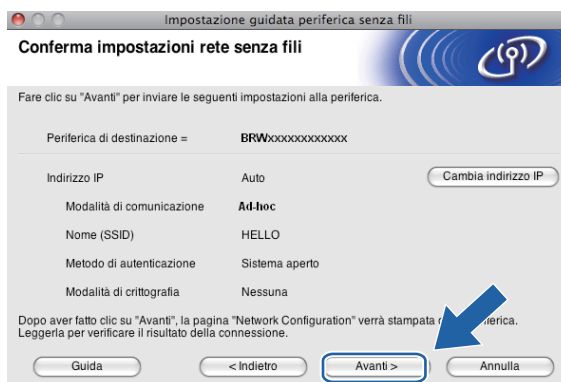 Impostazione guidata periferica senza fili
Conferma impostazioni rete senza fili
Fare clic su "Avanti" per inviare le seguenti impostazioni alla periferica.
Periferica di destinazione = BRWxxxxxxxxxxxx
Indirizzo IP Auto Cambia indirizzo IP
Modalità di comunicazione Ad-hoc
Nome (SSID) HELLO
Metodo di autenticazione Sistema aperto
Modalità di crittografia Nessuna
Dopo aver fatto clic su "Avanti", la pagina "Network Configuration" verrà stampata
Leggerla per verificare il risultato della connessione.
Guida < Indietro Avanti > Annulla